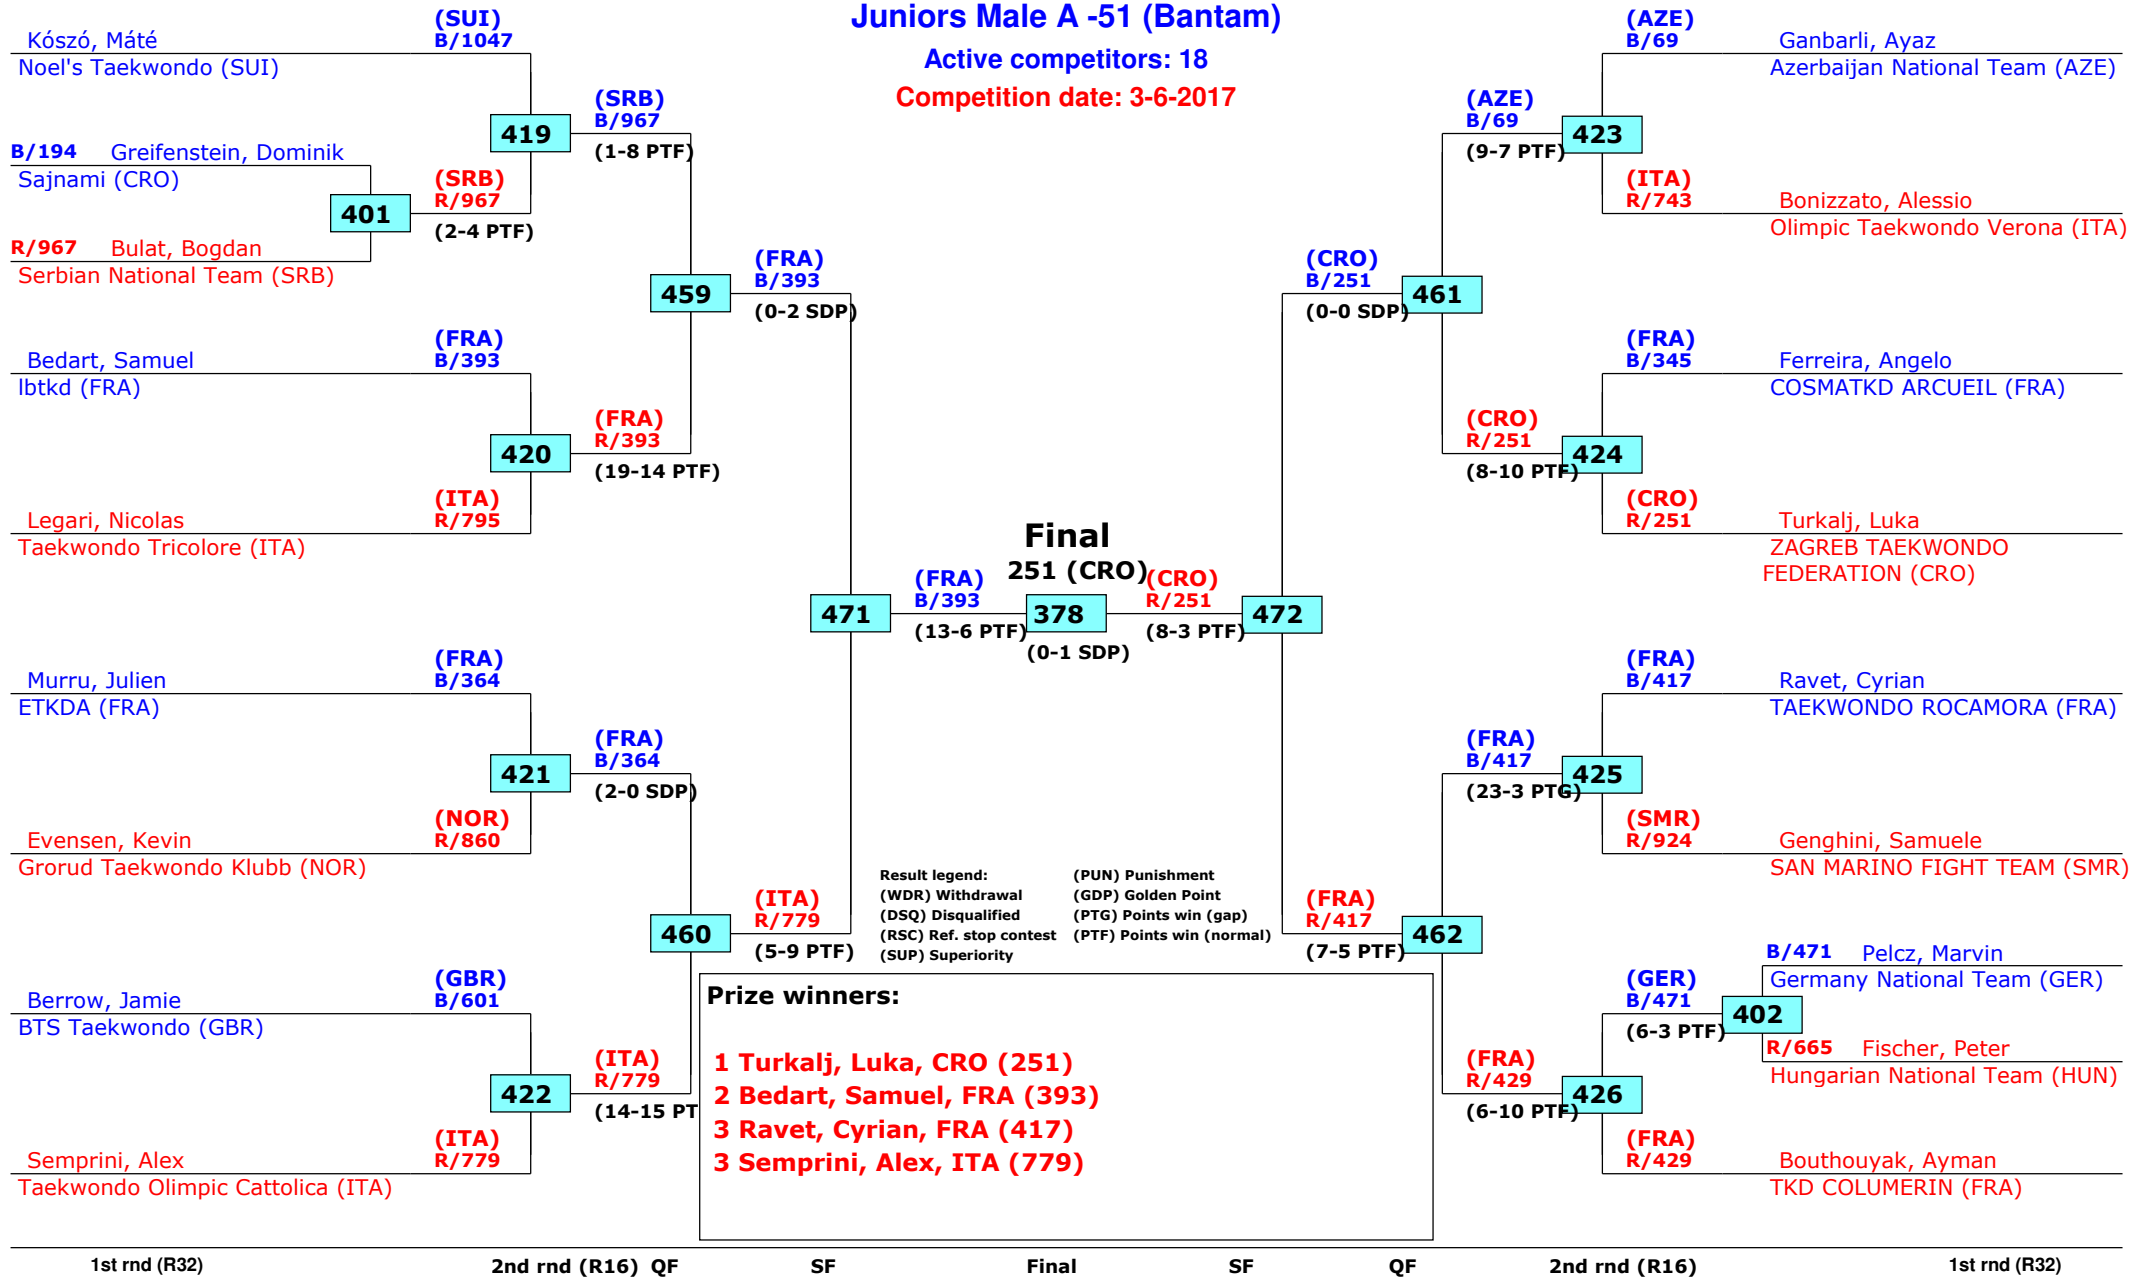 Juniors Male A -51 (Bantam)
Active competitors: 18
Competition date: 3-6-2017
(SUI)
Kószó, Máté B/1047
Noel's Taekwondo (SUI)
(SRB)
B/967
419
(1-8 PTF)
B/194 Greifenstein, Dominik
Sajnami (CRO)
(SRB)
R/967
401
(2-4 PTF)
R/967 Bulat, Bogdan
Serbian National Team (SRB)
(FRA)
B/393
459
(0-2 SDP)
(FRA)
Bedart, Samuel B/393
lbtkd (FRA)
(FRA)
R/393
420
(19-14 PTF)
(ITA)
Legari, Nicolas R/795
Taekwondo Tricolore (ITA)
(FRA)
B/393
471
(13-6 PTF)
(FRA)
Murru, Julien B/364
ETKDA (FRA)
(FRA)
B/364
421
(2-0 SDP)
(NOR)
Evensen, Kevin R/860
Grorud Taekwondo Klubb (NOR)
(ITA)
R/779
460
(5-9 PTF)
(GBR)
Berrow, Jamie B/601
BTS Taekwondo (GBR)
(ITA)
R/779
422
(14-15 PT
(ITA)
Semprini, Alex R/779
Taekwondo Olimpic Cattolica (ITA)
Final
251 (CRO)
378
(0-1 SDP)
(CRO)
R/251
472
(8-3 PTF)
(AZE)
B/69 Ganbarli, Ayaz
Azerbaijan National Team (AZE)
(AZE)
B/69
423
(9-7 PTF)
(ITA)
R/743 Bonizzato, Alessio
Olimpic Taekwondo Verona (ITA)
(CRO)
B/251
461
(0-0 SDP)
(FRA)
B/345 Ferreira, Angelo
COSMATKD ARCUEIL (FRA)
(CRO)
R/251
424
(8-10 PTF)
(CRO)
R/251 Turkalj, Luka
ZAGREB TAEKWONDO
FEDERATION (CRO)
(FRA)
B/417 Ravet, Cyrian
TAEKWONDO ROCAMORA (FRA)
(FRA)
B/417
425
(23-3 PTG)
(SMR)
R/924 Genghini, Samuele
SAN MARINO FIGHT TEAM (SMR)
(FRA)
R/417
462
(7-5 PTF)
B/471 Pelcz, Marvin
Germany National Team (GER)
(GER)
B/471
402
(6-3 PTF)
R/665 Fischer, Peter
Hungarian National Team (HUN)
(FRA)
R/429
426
(6-10 PTF)
(FRA)
R/429 Bouthouyak, Ayman
TKD COLUMERIN (FRA)
Result legend: (PUN) Punishment
(WDR) Withdrawal (GDP) Golden Point
(DSQ) Disqualified (PTG) Points win (gap)
(RSC) Ref. stop contest (PTF) Points win (normal)
(SUP) Superiority
Prize winners:
1 Turkalj, Luka, CRO (251)
2 Bedart, Samuel, FRA (393)
3 Ravet, Cyrian, FRA (417)
3 Semprini, Alex, ITA (779)
1st rnd (R32) 2nd rnd (R16) QF SF Final SF QF 2nd rnd (R16) 1st rnd (R32)